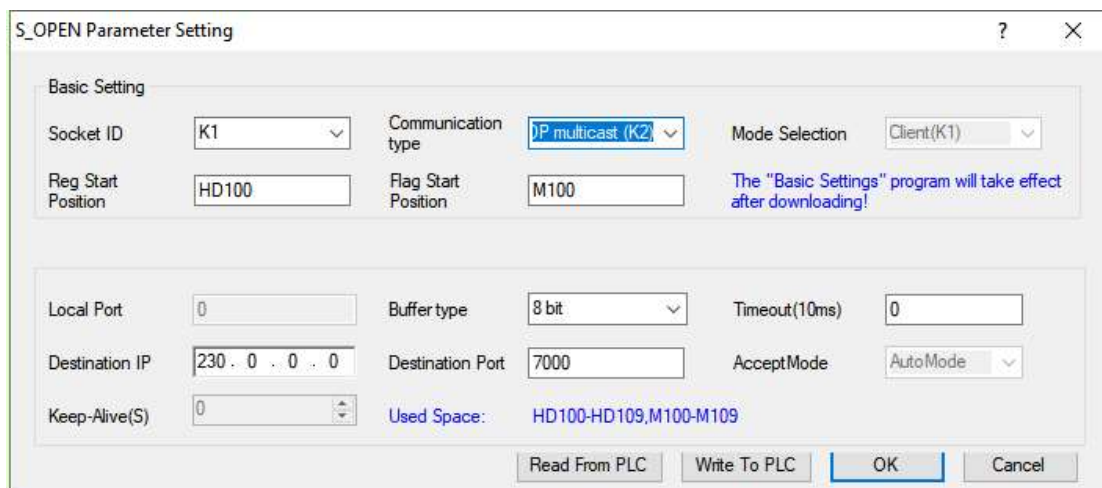 S_OPEN Parameter Setting
?
Basic Setting
Socket ID
K1
Communication
type
multicast (K2)
Mode Selection
Client(K1)
Reg Start
Position
HD100
Flag Start
Position
M100
The "Basic Settings" program will take effect
after downloading!
Local Port
0
Buffer type
8 bit
Timeout(10ms)
0
Destination IP
230 . 0 . 0 . 0
Destination Port
7000
AcceptMode
AutoMode
Keep-Alive(S)
0
Used Space:
HD100-HD109,M100-M109
Read From PLC
Write To PLC
OK
Cancel